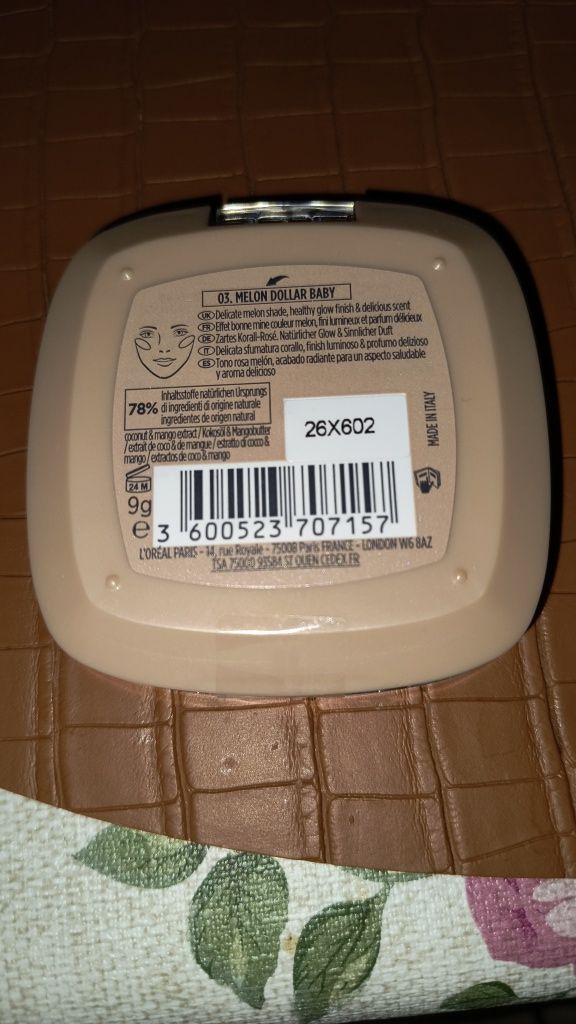 03. MELON DOLLAR BABY
UK Delicate melon shade, healthy glow finish & delicious scent
FR Effet bonne mine couleur melon, fini lumineux et parfum délicieux
DE Zartes Korall-Rosé. Natürlicher Glow & Sinnlicher Duft
IT Delicata sfumatura corallo, finish luminoso & profumo delizioso
ES Tono rosa melón, acabado radiante para un aspecto saludable
y aroma delicioso
78%
Inhaltsstoffe natürlichen Ursprungs
di ingredienti di origine naturale
ingredientes de origen natural
coconut & mango extract / Kokosöl & Mangobutter
/ extrait de coco & de mangue / estratto di cocco &
mango / extractos de coco & mango
26X602
MADE IN ITALY
24 M
9g
e
3 600523 707157
L'ORÉAL PARIS - 14, rue Royale - 75008 Paris FRANCE - LONDON W6 8AZ
TSA 75000 93584 ST OUEN CEDEX FR